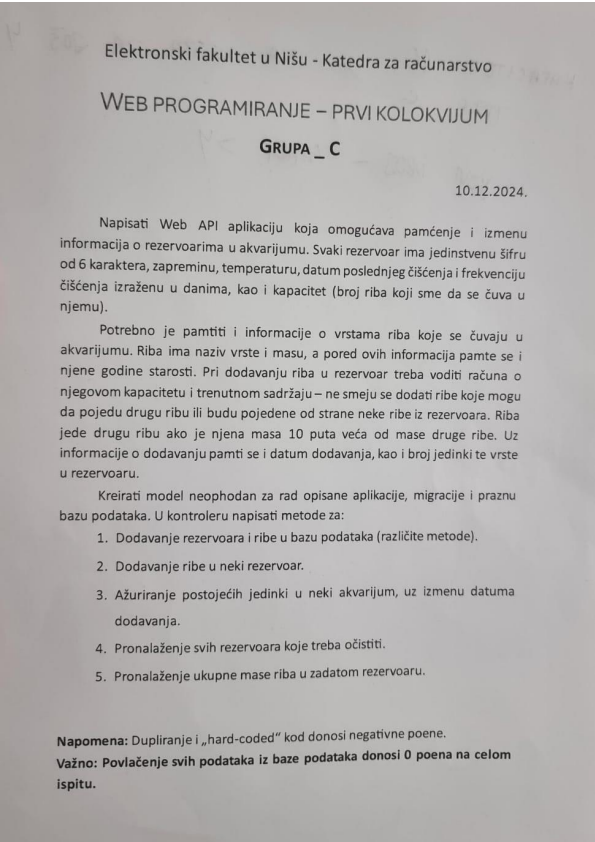 Elektronski fakultet u Nišu - Katedra za računarstvo
WEB PROGRAMIRANJE – PRVI KOLOKVIJUM
GRUPA _ C
10.12.2024.
Napisati Web API aplikaciju koja omogućava pamćenje i izmenu
informacija o rezervoarima u akvarijumu. Svaki rezervoar ima jedinstvenu šifru
od 6 karaktera, zapreminu, temperaturu, datum poslednjeg čišćenja i frekvenciju
čišćenja izraženu u danima, kao i kapacitet (broj riba koji sme da se čuva u
njemu).
Potrebno je pamtiti i informacije o vrstama riba koje se čuvaju u
akvarijumu. Riba ima naziv vrste i masu, a pored ovih informacija pamte se i
njene godine starosti. Pri dodavanju riba u rezervoar treba voditi računa o
njegovom kapacitetu i trenutnom sadržaju – ne smeju se dodati ribe koje mogu
da pojedu drugu ribu ili budu pojedene od strane neke ribe iz rezervoara. Riba
jede drugu ribu ako je njena masa 10 puta veća od mase druge ribe. Uz
informacije o dodavanju pamti se i datum dodavanja, kao i broj jedinki te vrste
u rezervoaru.
Kreirati model neophodan za rad opisane aplikacije, migracije i praznu
bazu podataka. U kontroleru napisati metode za:
1. Dodavanje rezervoara i ribe u bazu podataka (različite metode).
2. Dodavanje ribe u neki rezervoar.
3. Ažuriranje postojećih jedinki u neki akvarijum, uz izmenu datuma
dodavanja.
4. Pronalaženje svih rezervoara koje treba očistiti.
5. Pronalaženje ukupne mase riba u zadatom rezervoaru.
Napomena: Dupliranje i „hard-coded“ kod donosi negativne poene.
Važno: Povlačenje svih podataka iz baze podataka donosi 0 poena na celom
ispitu.